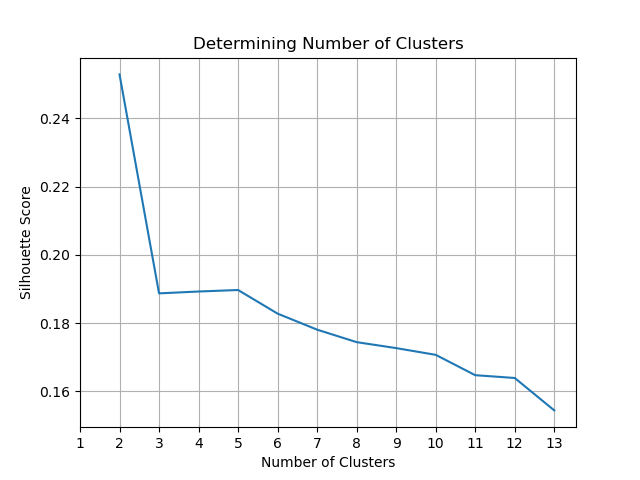 Determining Number of Clusters
Silhouette Score
0.24
0.22
0.20
0.18
0.16
1 2 3 4 5 6 7 8 9 10 11 12 13
Number of Clusters